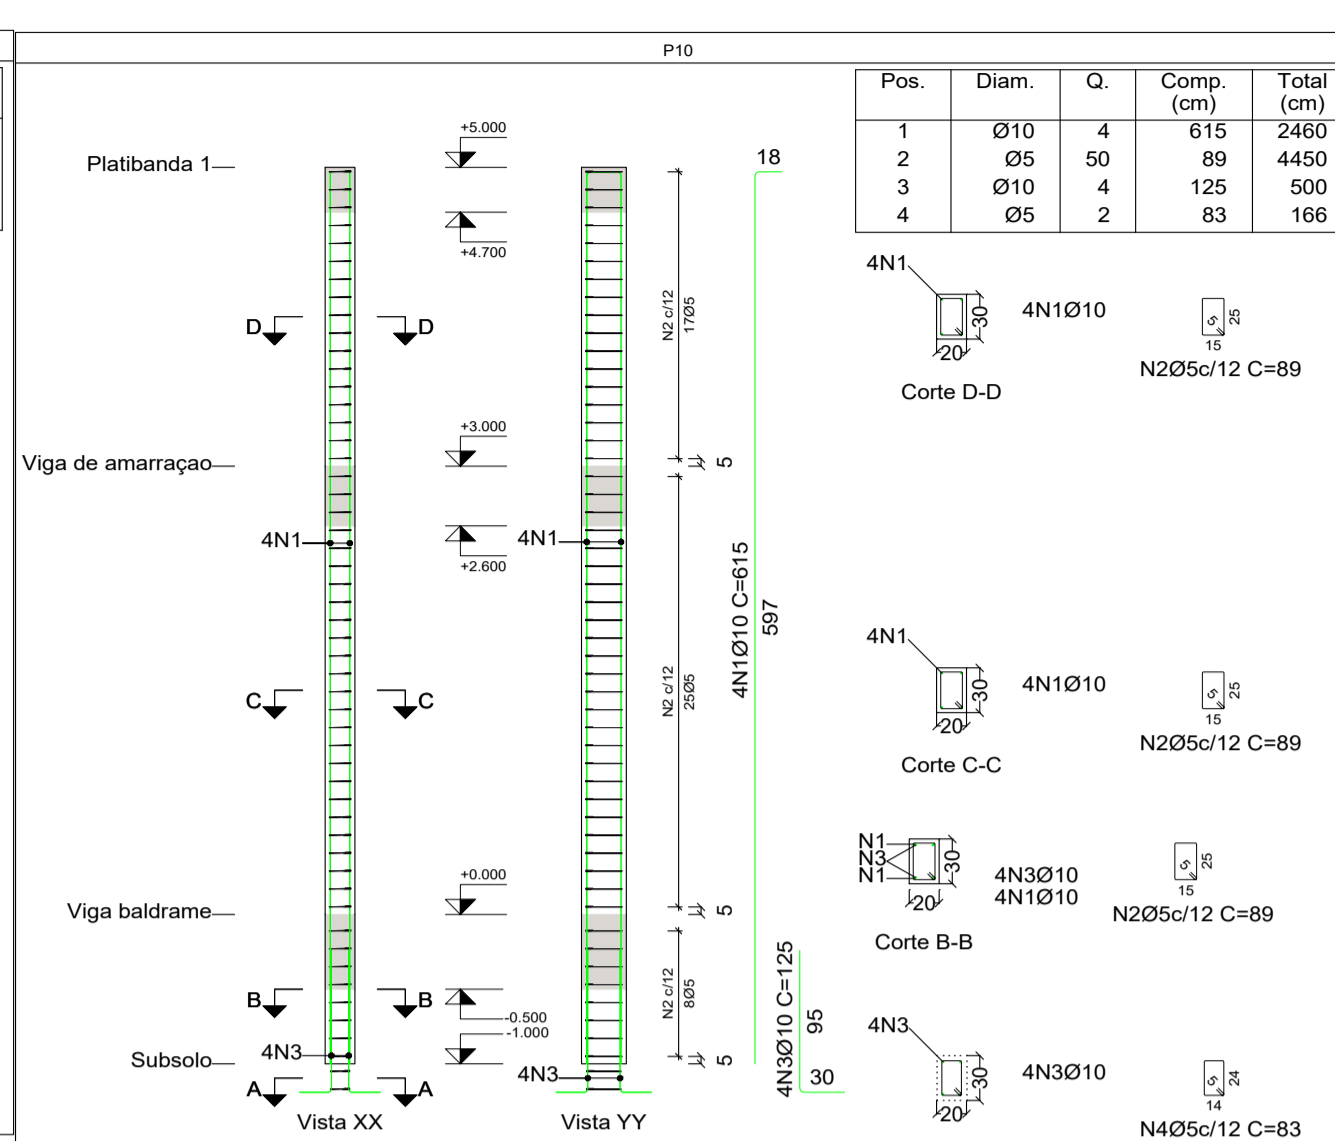 P10
Pos. Diam. Q. Comp. (cm) Total (cm)
1 Ø10 4 615 2460
2 Ø5 50 89 4450
3 Ø10 4 125 500
4 Ø5 2 83 166
Platibanda 1
+5.000
+4.700
18
D D
N2 c/12
17Ø5
4N1
30
20
4N1Ø10
Corte D-D
5
25
15
N2Ø5c/12 C=89
Viga de amarraçao
+3.000
5
4N1
+2.600
4N1
4N1Ø10 C=615
597
C C
N2 c/12
25Ø5
4N1
30
20
4N1Ø10
Corte C-C
5
25
15
N2Ø5c/12 C=89
Viga baldrame
+0.000
5
N1
N3
N1
30
20
4N3Ø10
4N1Ø10
Corte B-B
5
25
15
N2Ø5c/12 C=89
B B
-0.500
-1.000
N2 c/12
8Ø5
Subsolo
4N3
4N3
5
4N3Ø10 C=125
95
30
A A
4N3
30
20
4N3Ø10
5
24
14
N4Ø5c/12 C=83
Vista XX
Vista YY